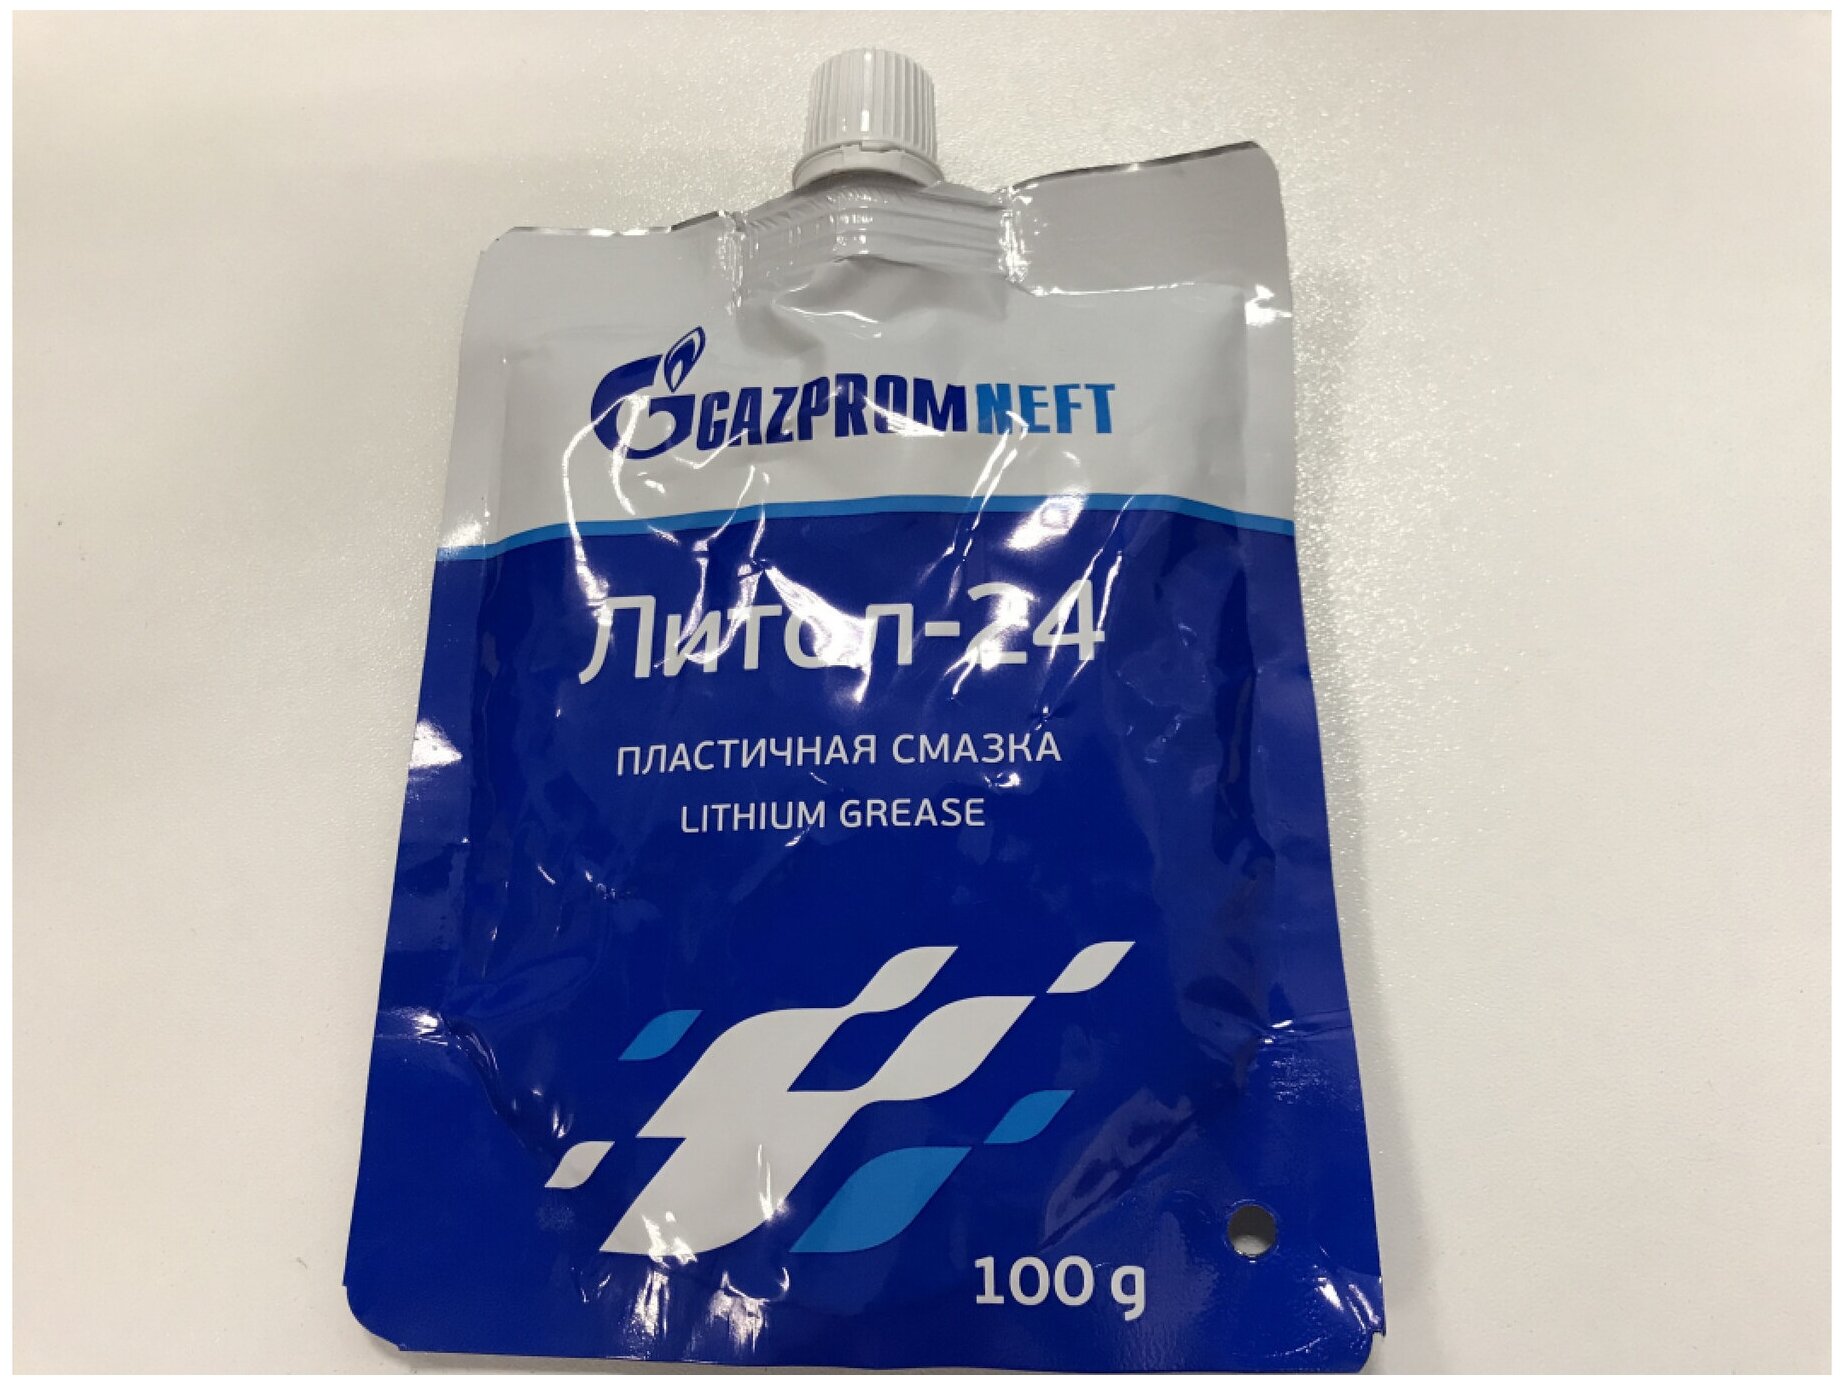 GAZPROMNEFT
Литол-24
ПЛАСТИЧНАЯ СМАЗКА
LITHIUM GREASE
100 g